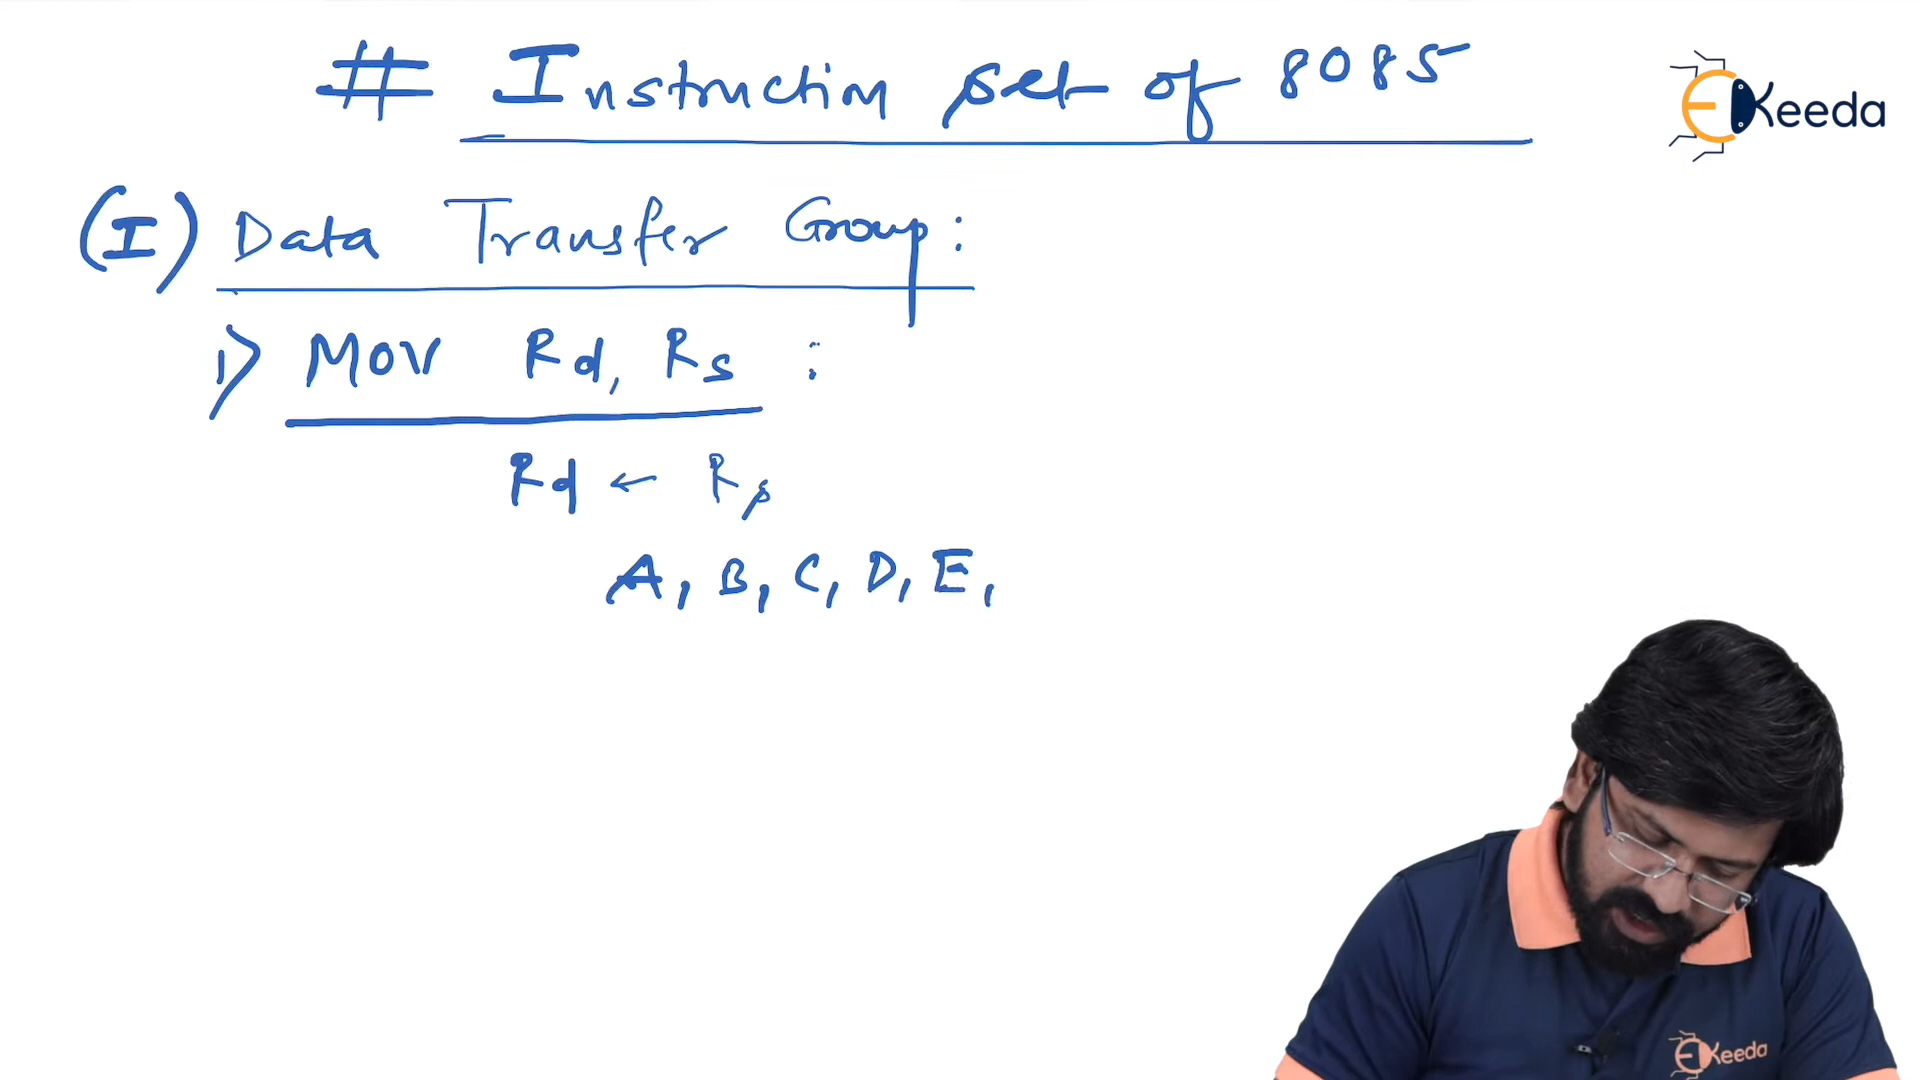 # Instruction set of 8085
EKeeda
(I) Data Transfer Group:
1) MOV Rd, Rs :
Rd ← Rs
A, B, C, D, E,
EKeeda